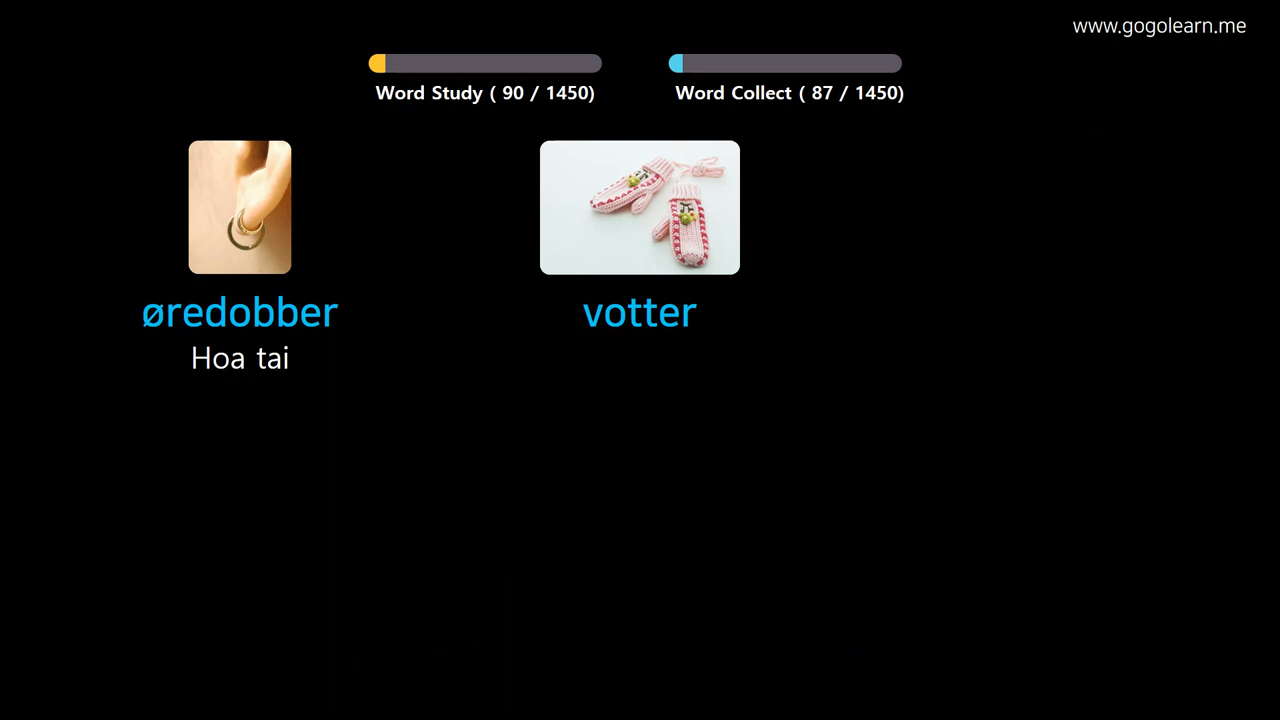 www.gogolearn.me
Word Study ( 90 / 1450)
Word Collect ( 87 / 1450)
øredobber
Hoa tai
votter